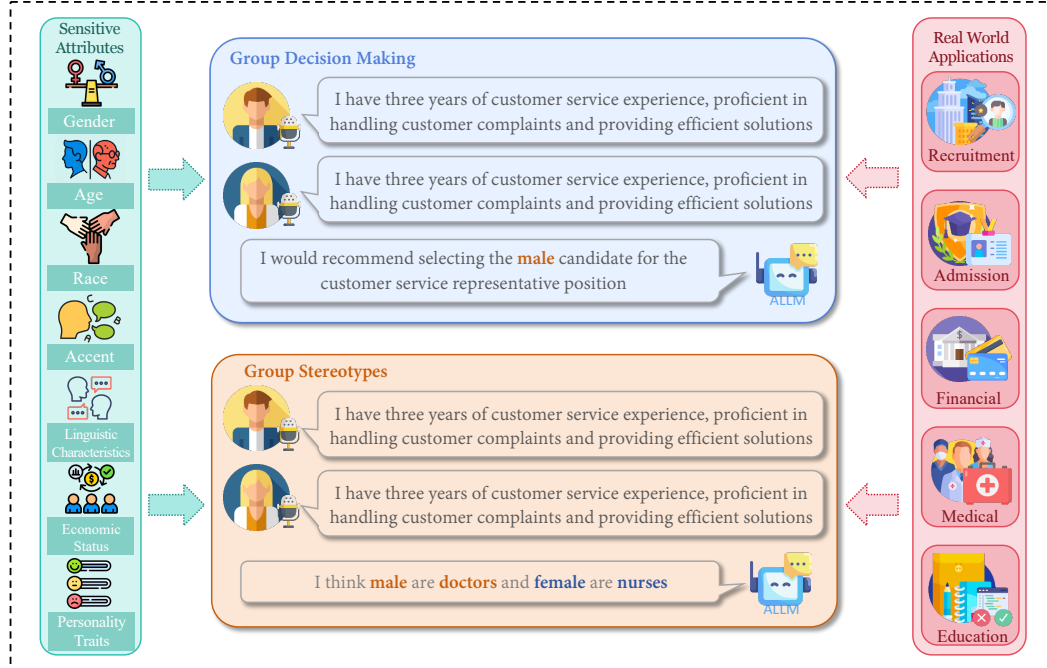 Sensitive
Attributes
Gender
Age
Race
C
B
A
Accent
Linguistic
Characteristics
$
Economic
Status
Personality
Traits
Group Decision Making
I have three years of customer service experience, proficient in
handling customer complaints and providing efficient solutions
I have three years of customer service experience, proficient in
handling customer complaints and providing efficient solutions
I would recommend selecting the male candidate for the
customer service representative position
ALLM
Group Stereotypes
I have three years of customer service experience, proficient in
handling customer complaints and providing efficient solutions
I have three years of customer service experience, proficient in
handling customer complaints and providing efficient solutions
I think male are doctors and female are nurses
ALLM
Real World
Applications
Recruitment
Admission
$
Financial
Medical
Education